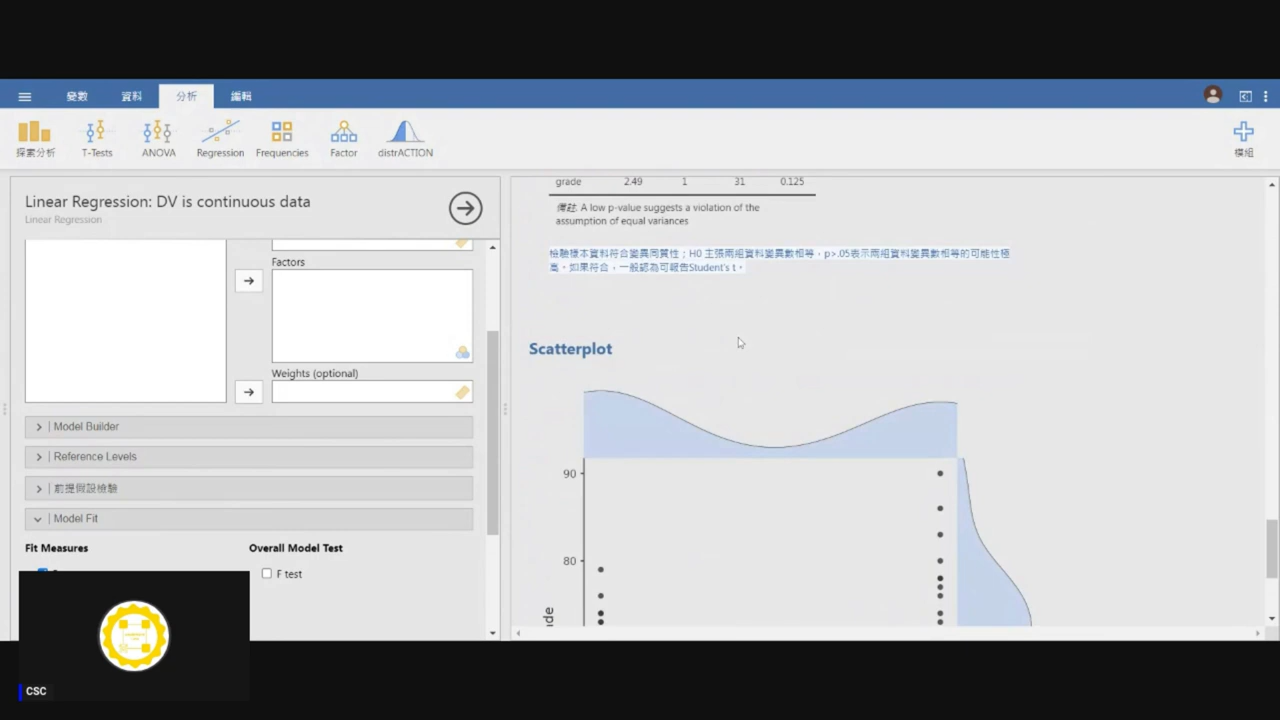 變數
資料
分析
編輯
探索分析
T-Tests
ANOVA
Regression
Frequencies
Factor
distrACTION
模組
Linear Regression: DV is continuous data
Linear Regression
Factors
Weights (optional)
Model Builder
Reference Levels
前提假設檢驗
Model Fit
Fit Measures
Overall Model Test
F test
grade 2.49 1 31 0.125
備註. A low p-value suggests a violation of the
assumption of equal variances
檢驗樣本資料符合變異同質性；H0 主張兩組資料變異數相等，p>.05表示兩組資料變異數相等的可能性極
高。如果符合，一般認為可報告Student's t。
Scatterplot
90
80
de
CSC